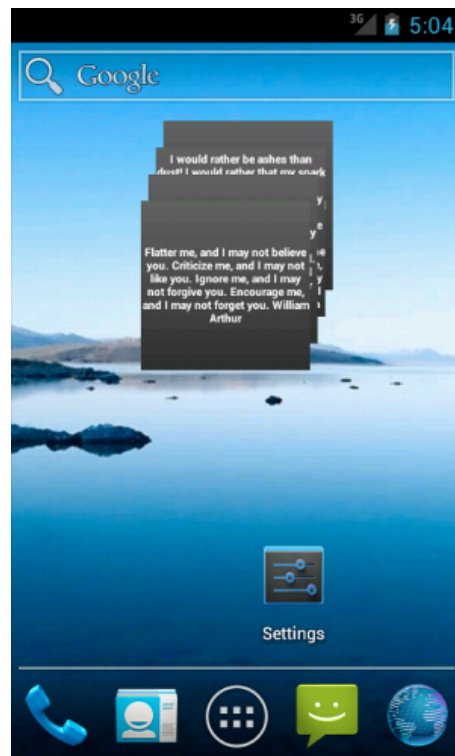 3G 5:04
Google
I would rather be ashes than
dust! I would rather that my spark
y
e
y
Flatter me, and I may not believe
you. Criticize me, and I may not
like you. Ignore me, and I may
not forgive you. Encourage me,
and I may not forget you. William
Arthur
Settings